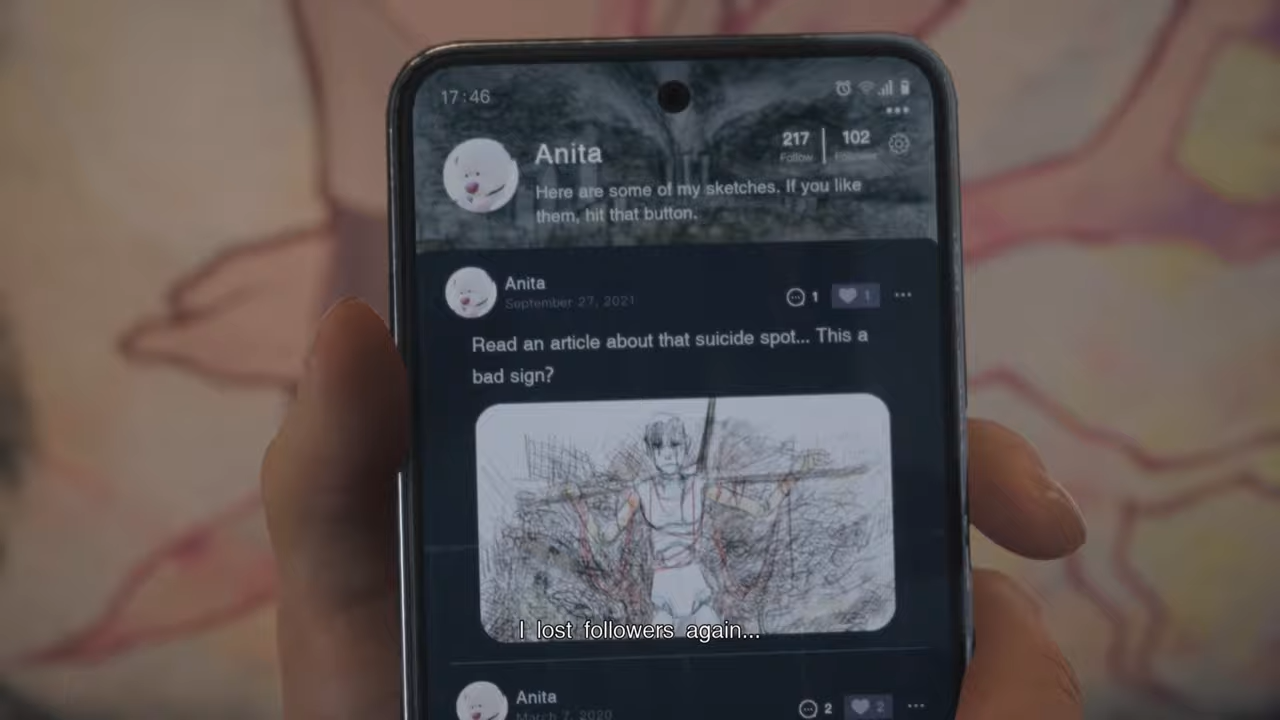 17:46
Anita
217
102
Follow
Here are some of my sketches. If you like
them, hit that button.
Anita
1
1
September 27, 2021
Read an article about that suicide spot... This a
bad sign?
I lost followers again...
Anita
2
2
March 7, 2020